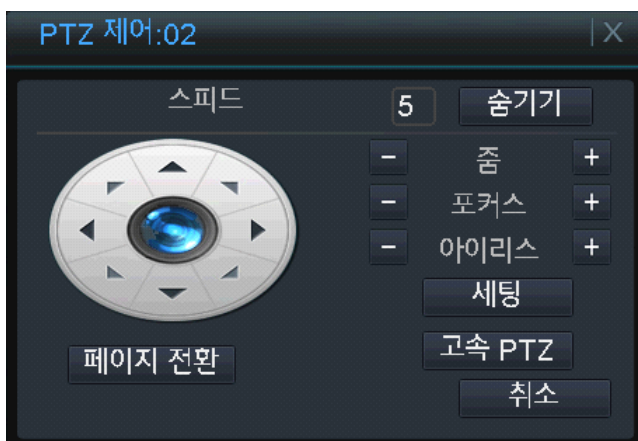 PTZ 제어:02 X
스피드 5 숨기기
- 줌 +
- 포커스 +
- 아이리스 +
세팅
페이지 전환 고속 PTZ
취소